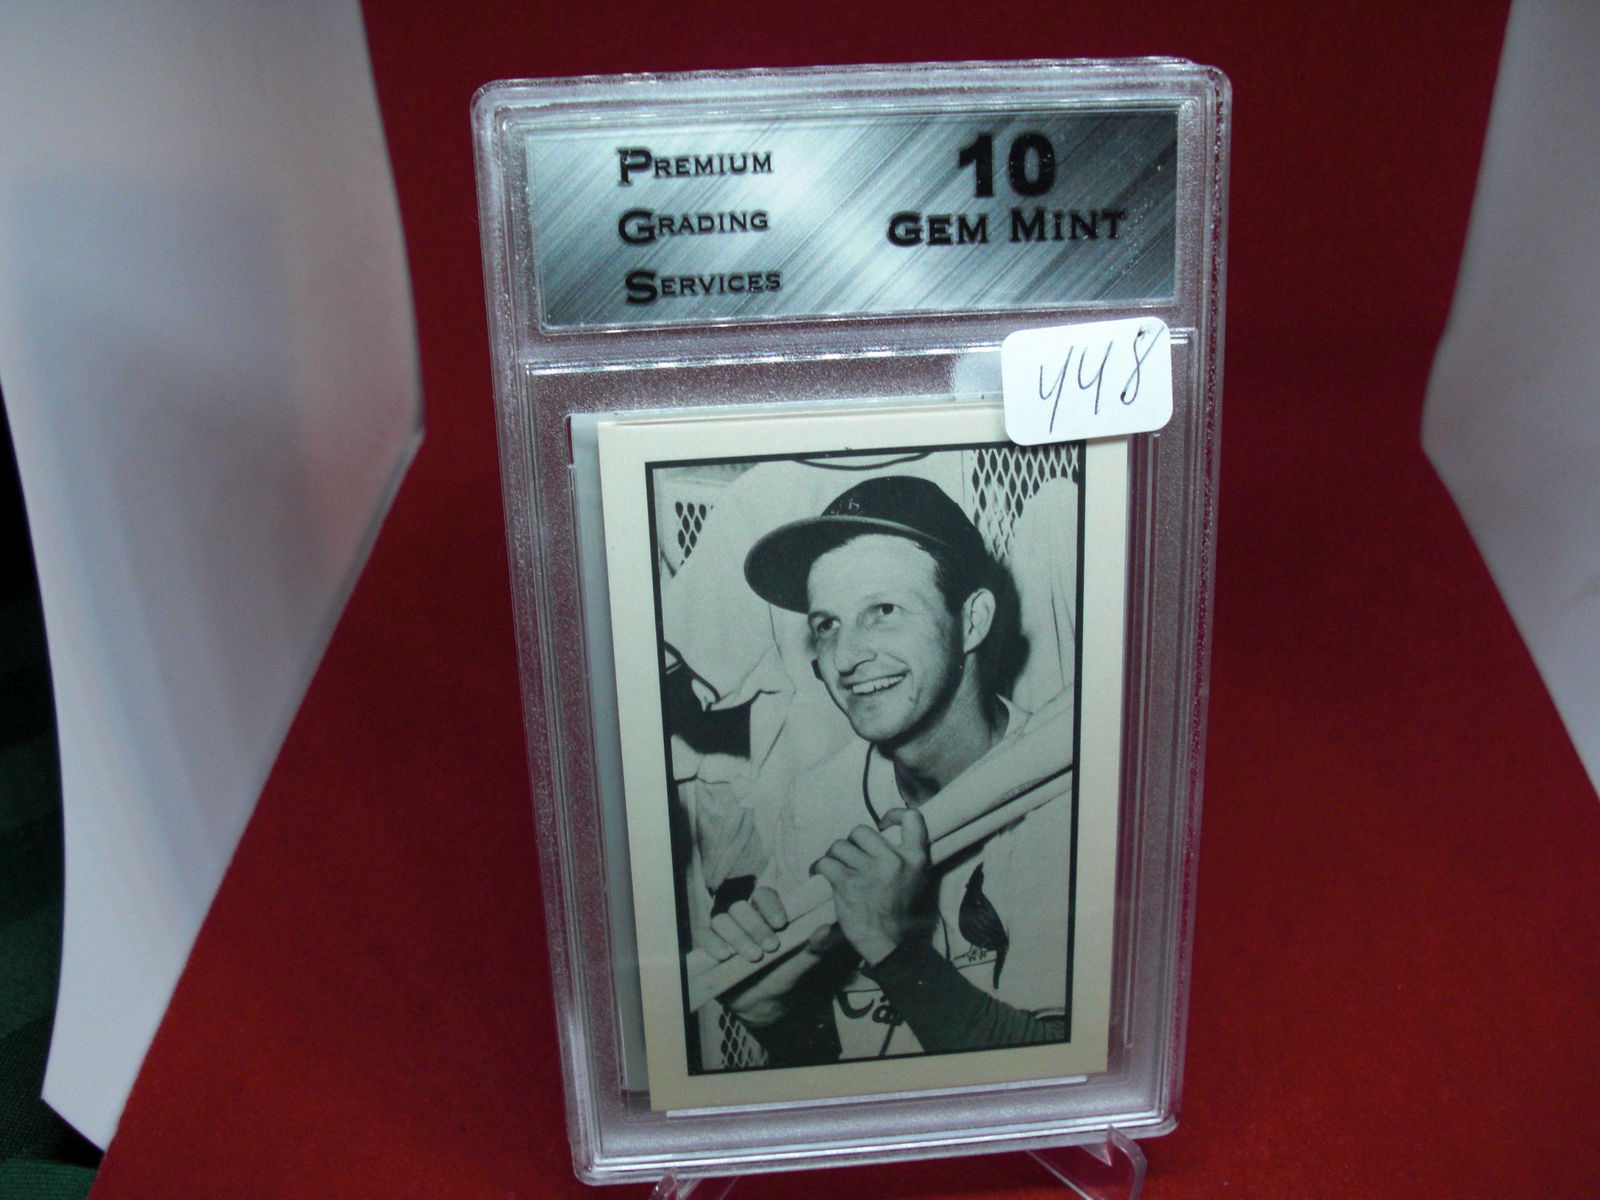 PREMIUM
GRADING
SERVICES
10
GEM MINT
448